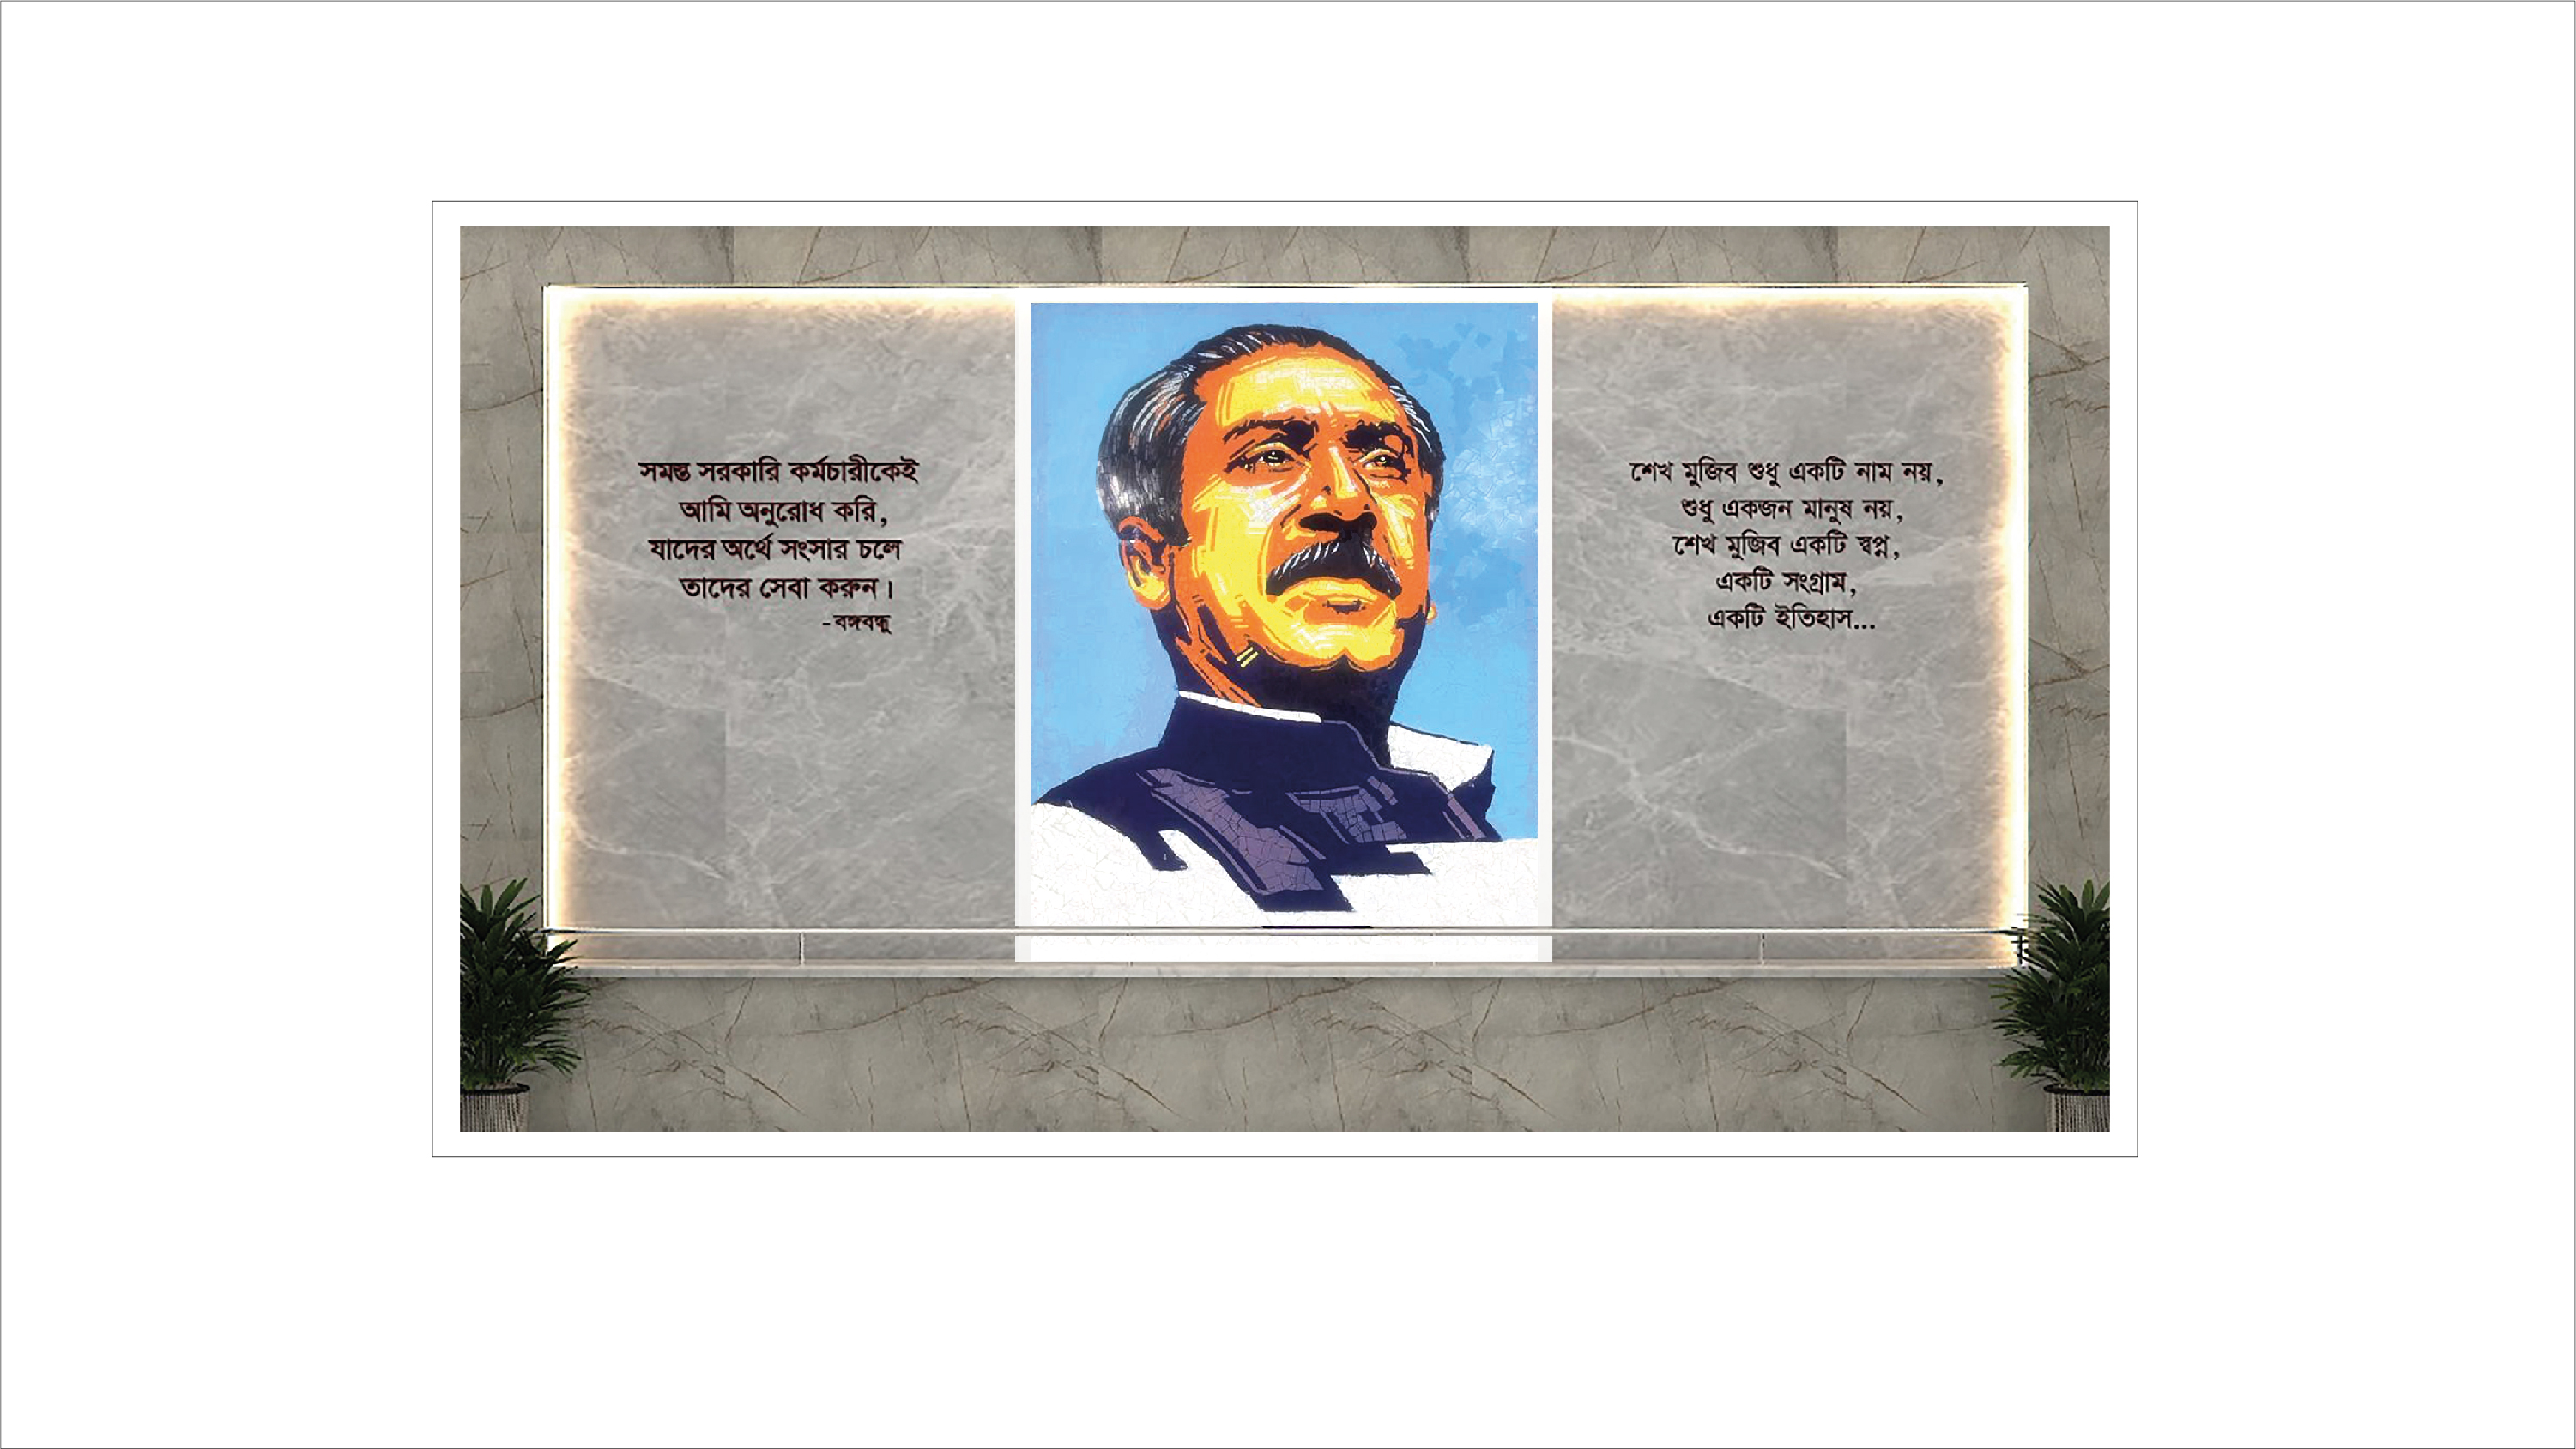 সমস্ত সরকারি কর্মচারীকেই
আমি অনুরোধ করি,
যাদের অর্থে সংসার চলে
তাদের সেবা করুন।
- বঙ্গবন্ধু
শেখ মুজিব শুধু একটি নাম নয়,
শুধু একজন মানুষ নয়,
শেখ মুজিব একটি স্বপ্ন,
একটি সংগ্রাম,
একটি ইতিহাস...